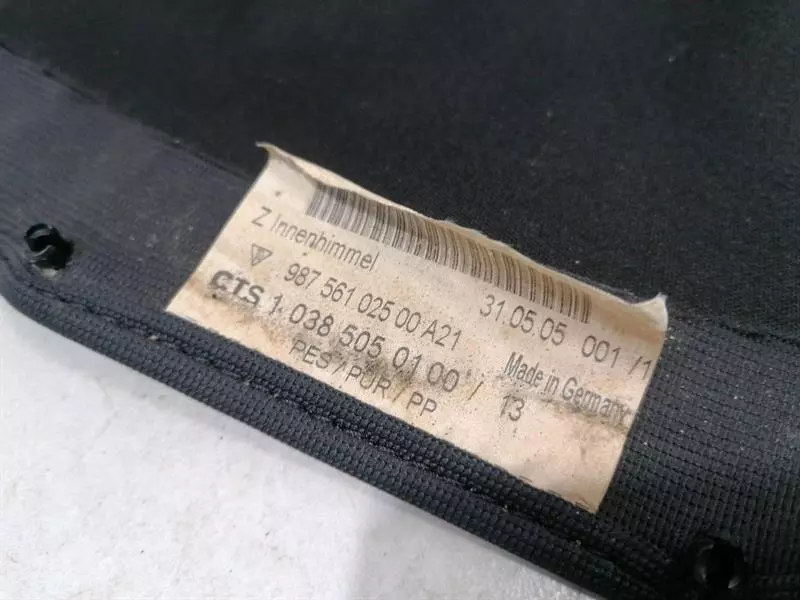 Z Innenhimmel
987 561 025 00 A21
31.05.05 001 /1
CTS 1 038 505 01 00 / 13
Made in Germany
PES / PUR / PP